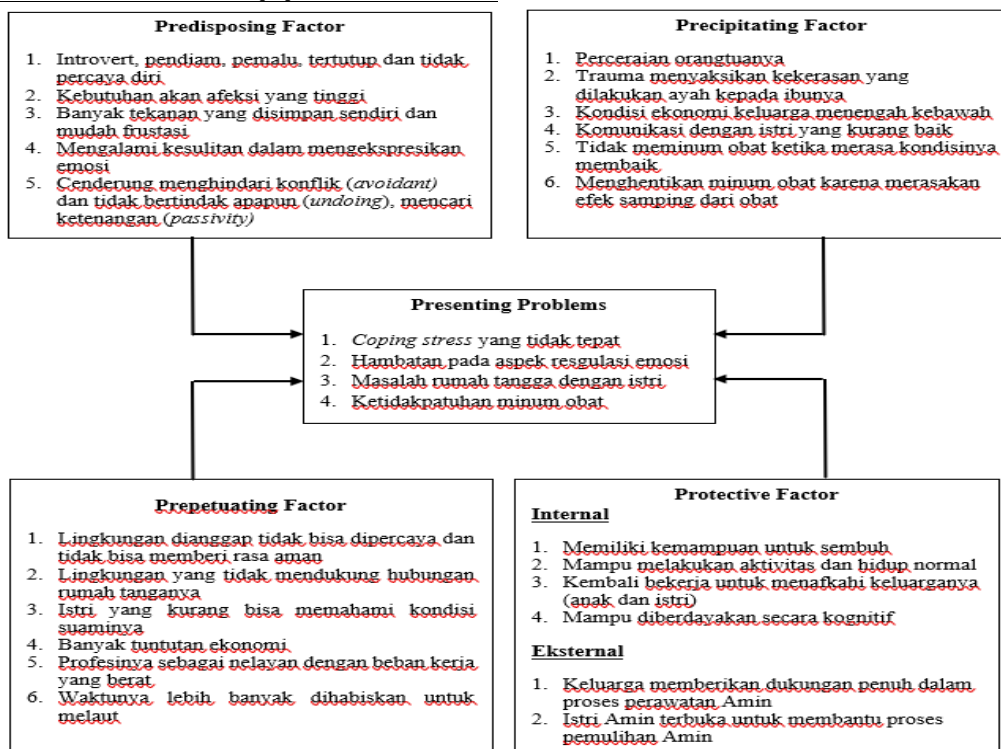 Predisposing Factor
1. Introvert, pendiam, pemalu, tertutup dan tidak
percaya diri
2. Kebutuhan akan afeksi yang tinggi
3. Banyak tekanan yang disimpan sendiri dan
mudah frustasi
4. Mengalami kesulitan dalam mengekspresikan
emosi
5. Cenderung menghindari konflik (avoidant)
dan tidak bertindak apapun (undoing), mencari
ketenangan (passivity)
Precipitating Factor
1. Perceraian orangtuanya
2. Trauma menyaksikan kekerasan yang
dilakukan ayah kepada ibunya
3. Kondisi ekonomi keluarga menengah kebawah
4. Komunikasi dengan istri yang kurang baik
5. Tidak meminum obat ketika merasa kondisinya
membaik
6. Menghentikan minum obat karena merasakan
efek samping dari obat
Presenting Problems
1. Coping stress yang tidak tepat
2. Hambatan pada aspek resgulasi emosi
3. Masalah rumah tangga dengan istri
4. Ketidakpatuhan minum obat
Prepetuating Factor
1. Lingkungan dianggap tidak bisa dipercaya dan
tidak bisa memberi rasa aman
2. Lingkungan yang tidak mendukung hubungan
rumah tanganya
3. Istri yang kurang bisa memahami kondisi
suaminya
4. Banyak tuntutan ekonomi
5. Profesinya sebagai nelayan dengan beban kerja
yang berat
6. Waktunya lebih banyak dihabiskan untuk
melaut
Protective Factor
Internal
1. Memiliki kemampuan untuk sembuh
2. Mampu melakukan aktivitas dan hidup normal
3. Kembali bekerja untuk menafkahi keluarganya
(anak dan istri)
4. Mampu diberdayakan secara kognitif
Eksternal
1. Keluarga memberikan dukungan penuh dalam
proses perawatan Amin
2. Istri Amin terbuka untuk membantu proses
pemulihan Amin